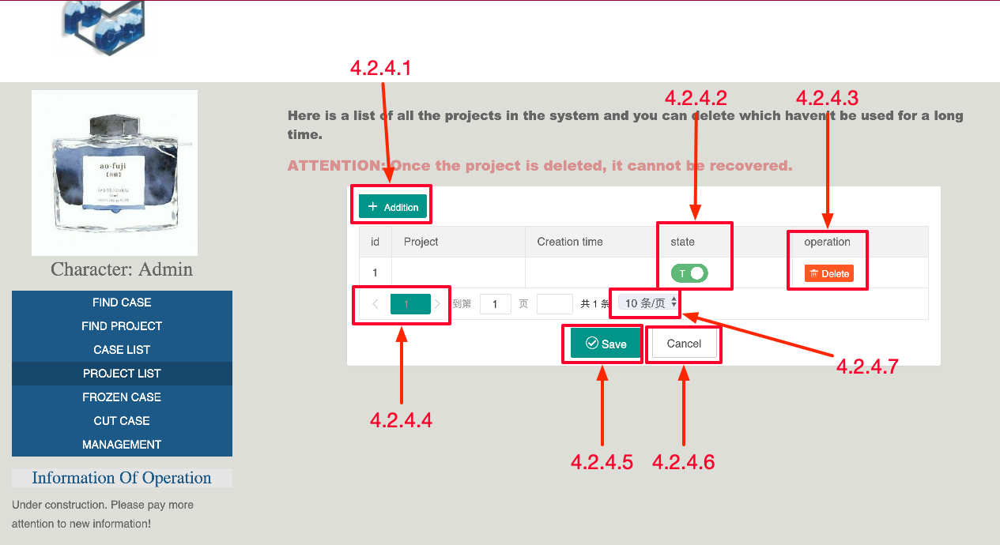 4.2.4.1
4.2.4.2
4.2.4.3
Here is a list of all the projects in the system and you can delete which haven't be used for a long
time.
ATTENTION: Once the project is deleted, it cannot be recovered.
ao-fuji
Character: Admin
FIND CASE
FIND PROJECT
CASE LIST
PROJECT LIST
FROZEN CASE
CUT CASE
MANAGEMENT
Information Of Operation
Under construction. Please pay more
attention to new information!
Addition
id Project Creation time state operation
1 T Delete
1 到第 1 页 共 1 条 10 条/页
Save Cancel
4.2.4.7
4.2.4.4
4.2.4.5 4.2.4.6